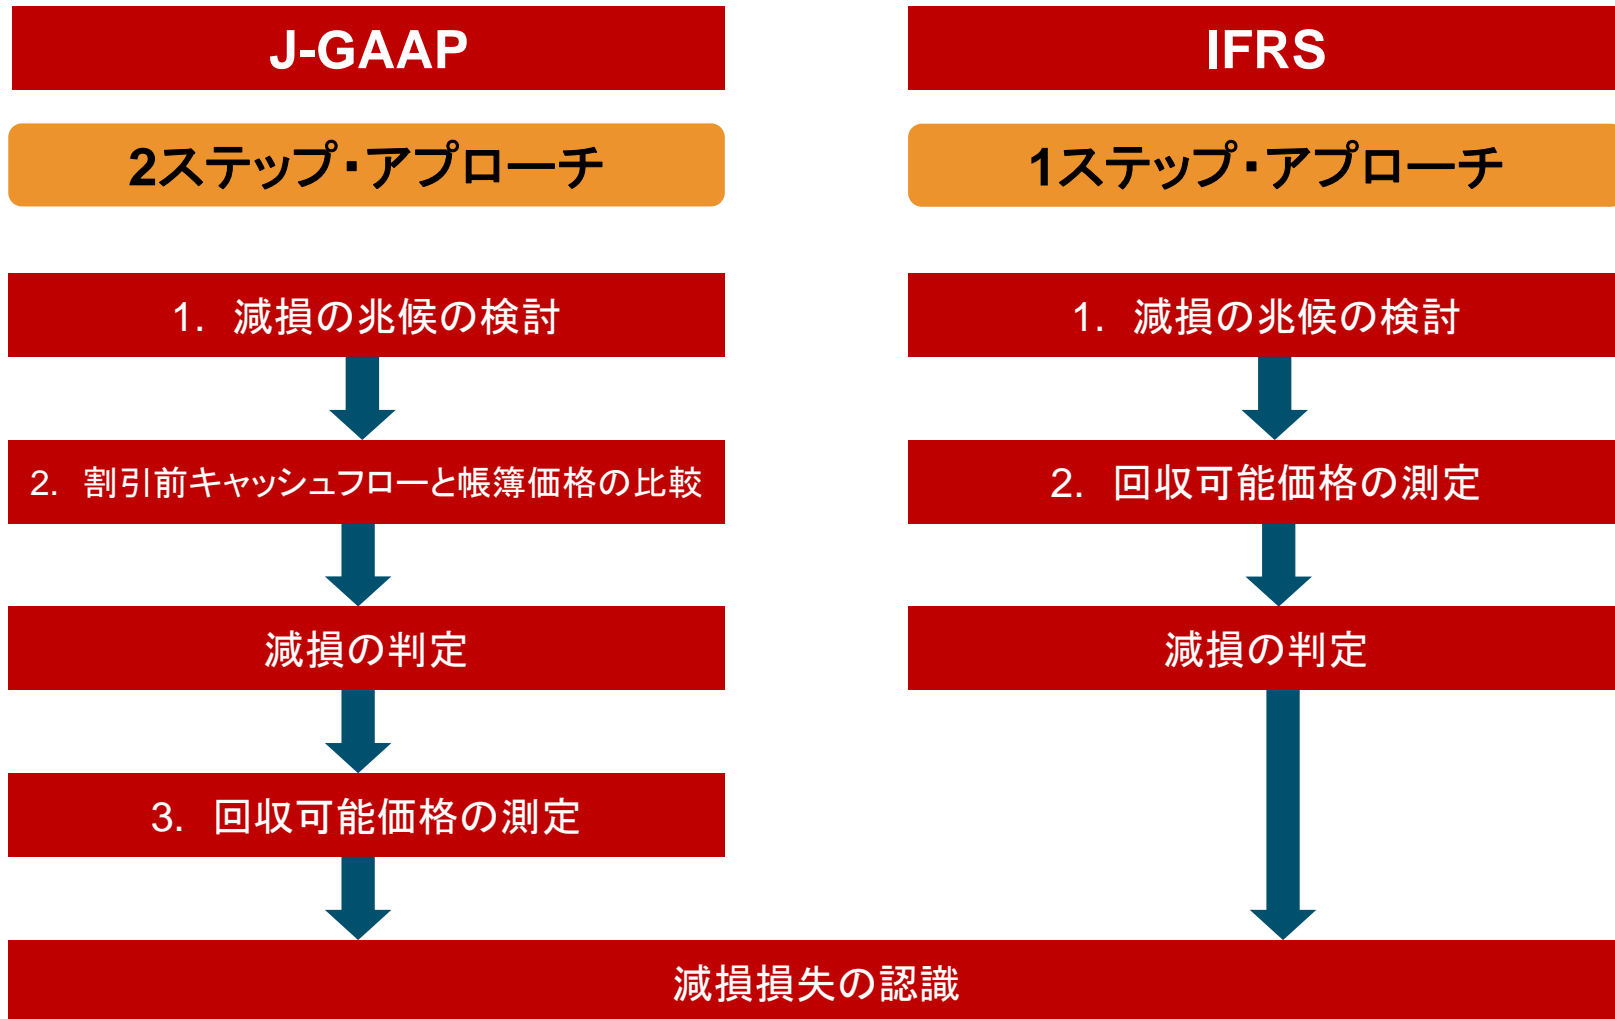 J-GAAP
2ステップ・アプローチ
1. 減損の兆候の検討
2. 割引前キャッシュフローと帳簿価格の比較
減損の判定
3. 回収可能価格の測定
IFRS
1ステップ・アプローチ
1. 減損の兆候の検討
2. 回収可能価格の測定
減損の判定
減損損失の認識